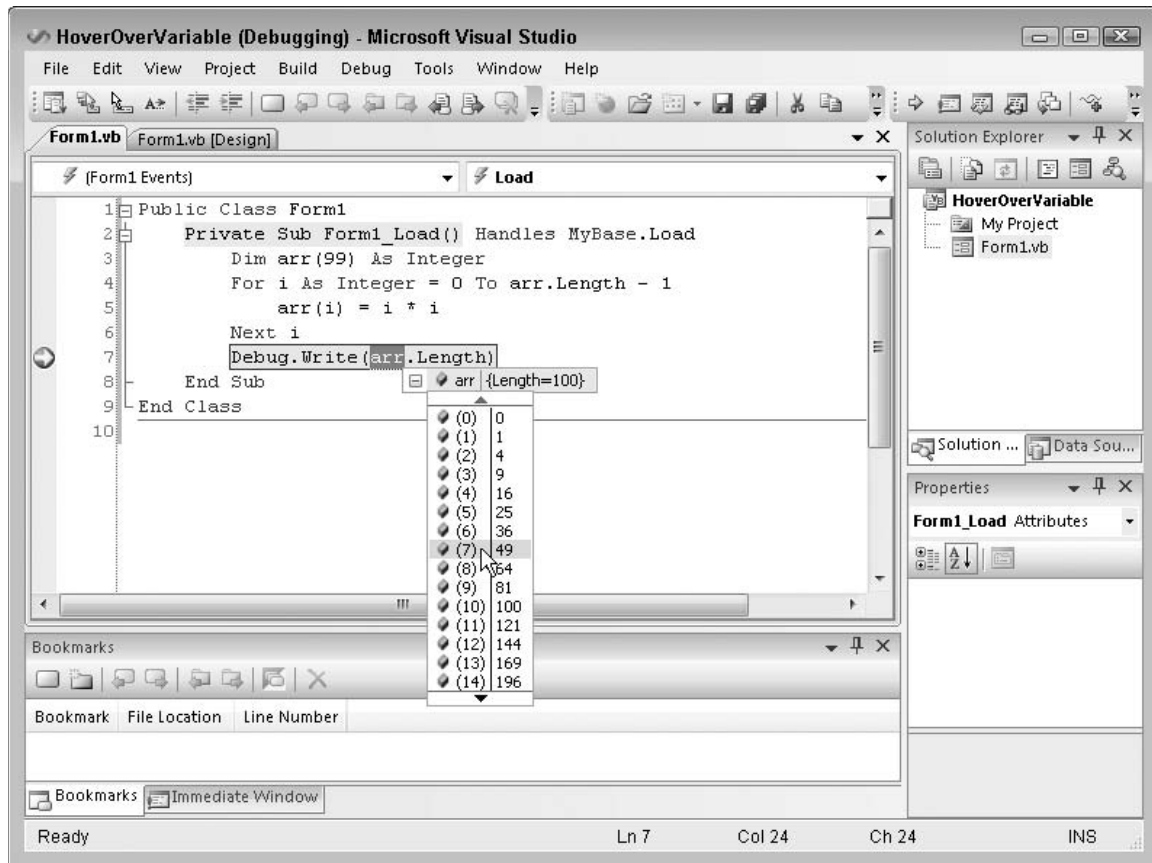 HoverOverVariable (Debugging) - Microsoft Visual Studio
File Edit View Project Build Debug Tools Window Help
Form1.vb Form1.vb [Design]
(Form1 Events) Load
1 Public Class Form1
2 Private Sub Form1_Load() Handles MyBase.Load
3 Dim arr(99) As Integer
4 For i As Integer = 0 To arr.Length - 1
5 arr(i) = i * i
6 Next i
7 Debug.Write(arr.Length)
8 End Sub
9 End Class
10
arr {Length=100}
(0) 0
(1) 1
(2) 4
(3) 9
(4) 16
(5) 25
(6) 36
(7) 49
(8) 64
(9) 81
(10) 100
(11) 121
(12) 144
(13) 169
(14) 196
Solution Explorer
HoverOverVariable
My Project
Form1.vb
Solution ... Data Sou...
Properties
Form1_Load Attributes
Bookmarks
Bookmark File Location Line Number
Bookmarks Immediate Window
Ready Ln 7 Col 24 Ch 24 INS